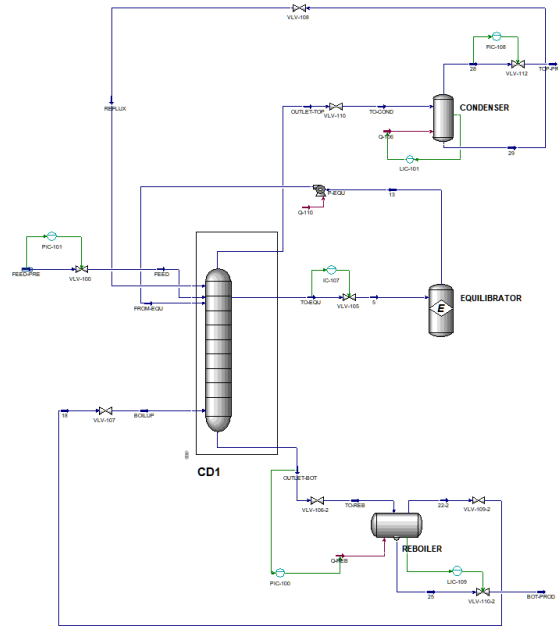 VLV-108
PIC-108
28
VLV-112
TOP-PR
CONDENSER
REFLUX
OUTLET-TOP
VLV-110
TO-COND
Q-106
29
LIC-101
P-EQU
13
Q-110
PIC-101
FEED-PRE
VLV-100
FEED
IC-107
TO-EQU
VLV-105
5
EQUILIBRATOR
E
FROM-EQU
18
VLV-107
BOILUP
CD1
OUTLET-BOT
VLV-106-2
TO-REB
22-2
VLV-109-2
REBOILER
Q-REB
PIC-100
LIC-109
25
VLV-110-2
BOT-PROD